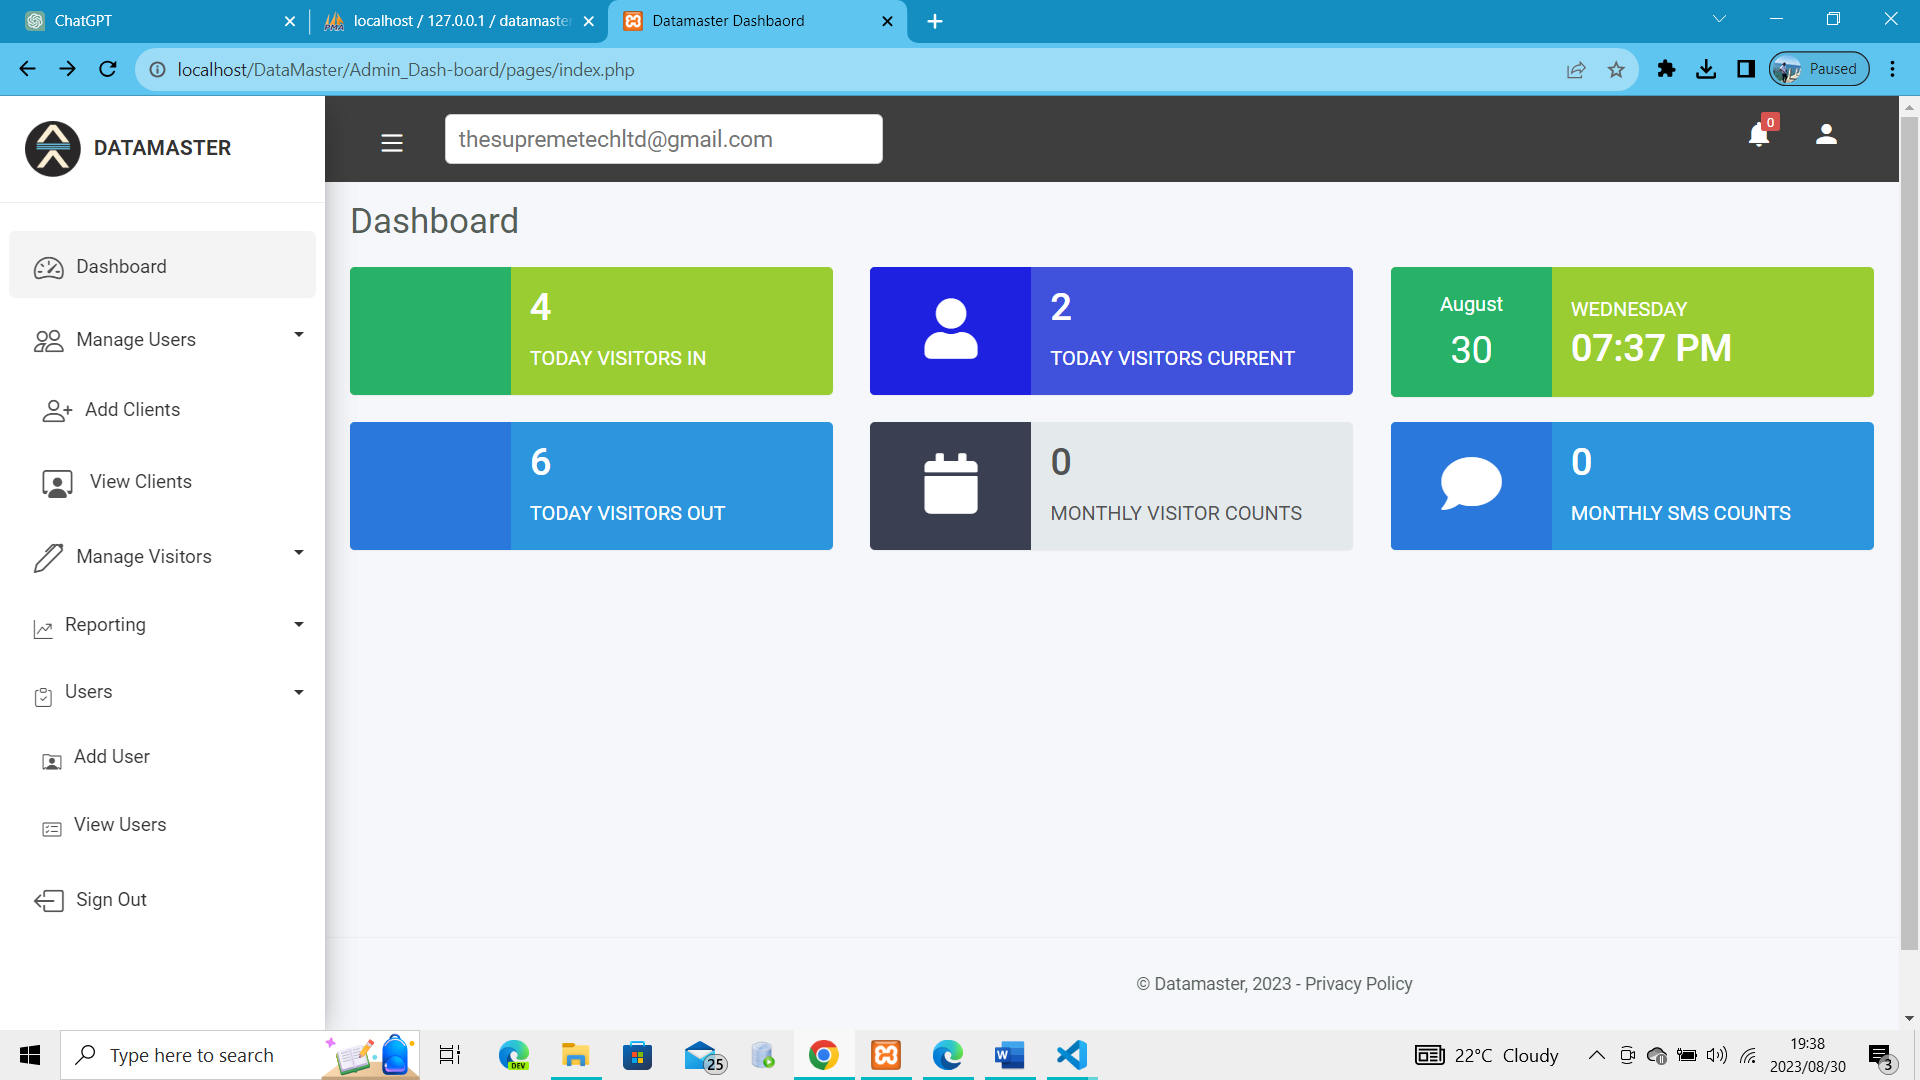 ChatGPT
localhost / 127.0.0.1 / datamaster
Datamaster Dashbaord
localhost/DataMaster/Admin_Dash-board/pages/index.php
Paused
DATAMASTER
thesupremetechltd@gmail.com
0
Dashboard
Dashboard
Manage Users
Add Clients
View Clients
Manage Visitors
Reporting
Users
Add User
View Users
Sign Out
4
TODAY VISITORS IN
2
TODAY VISITORS CURRENT
August
30
WEDNESDAY
07:37 PM
6
TODAY VISITORS OUT
0
MONTHLY VISITOR COUNTS
0
MONTHLY SMS COUNTS
© Datamaster, 2023 - Privacy Policy
Type here to search
DEV
25
22°C Cloudy
19:38
2023/08/30
3